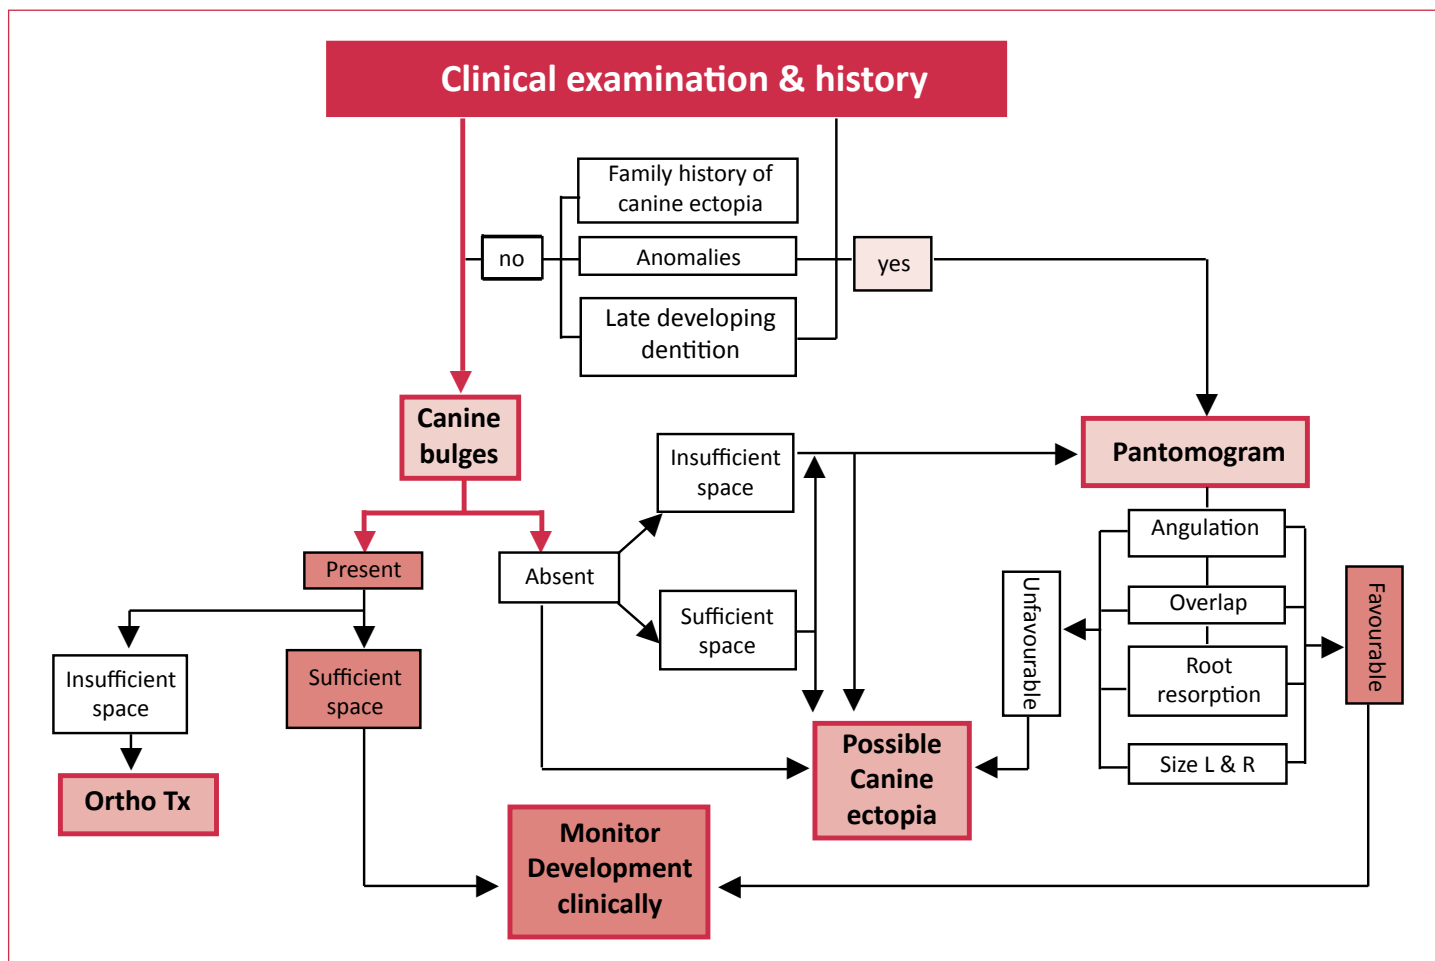 Clinical examination & history
Family history of
canine ectopia
no
Anomalies
yes
Late developing
dentition
Canine
bulges
Insufficient
space
Pantomogram
Present
Absent
Sufficient
space
Angulation
Overlap
Root
resorption
Size L & R
Unfavourable
Favourable
Insufficient
space
Sufficient
space
Ortho Tx
Possible
Canine
ectopia
Monitor
Development
clinically